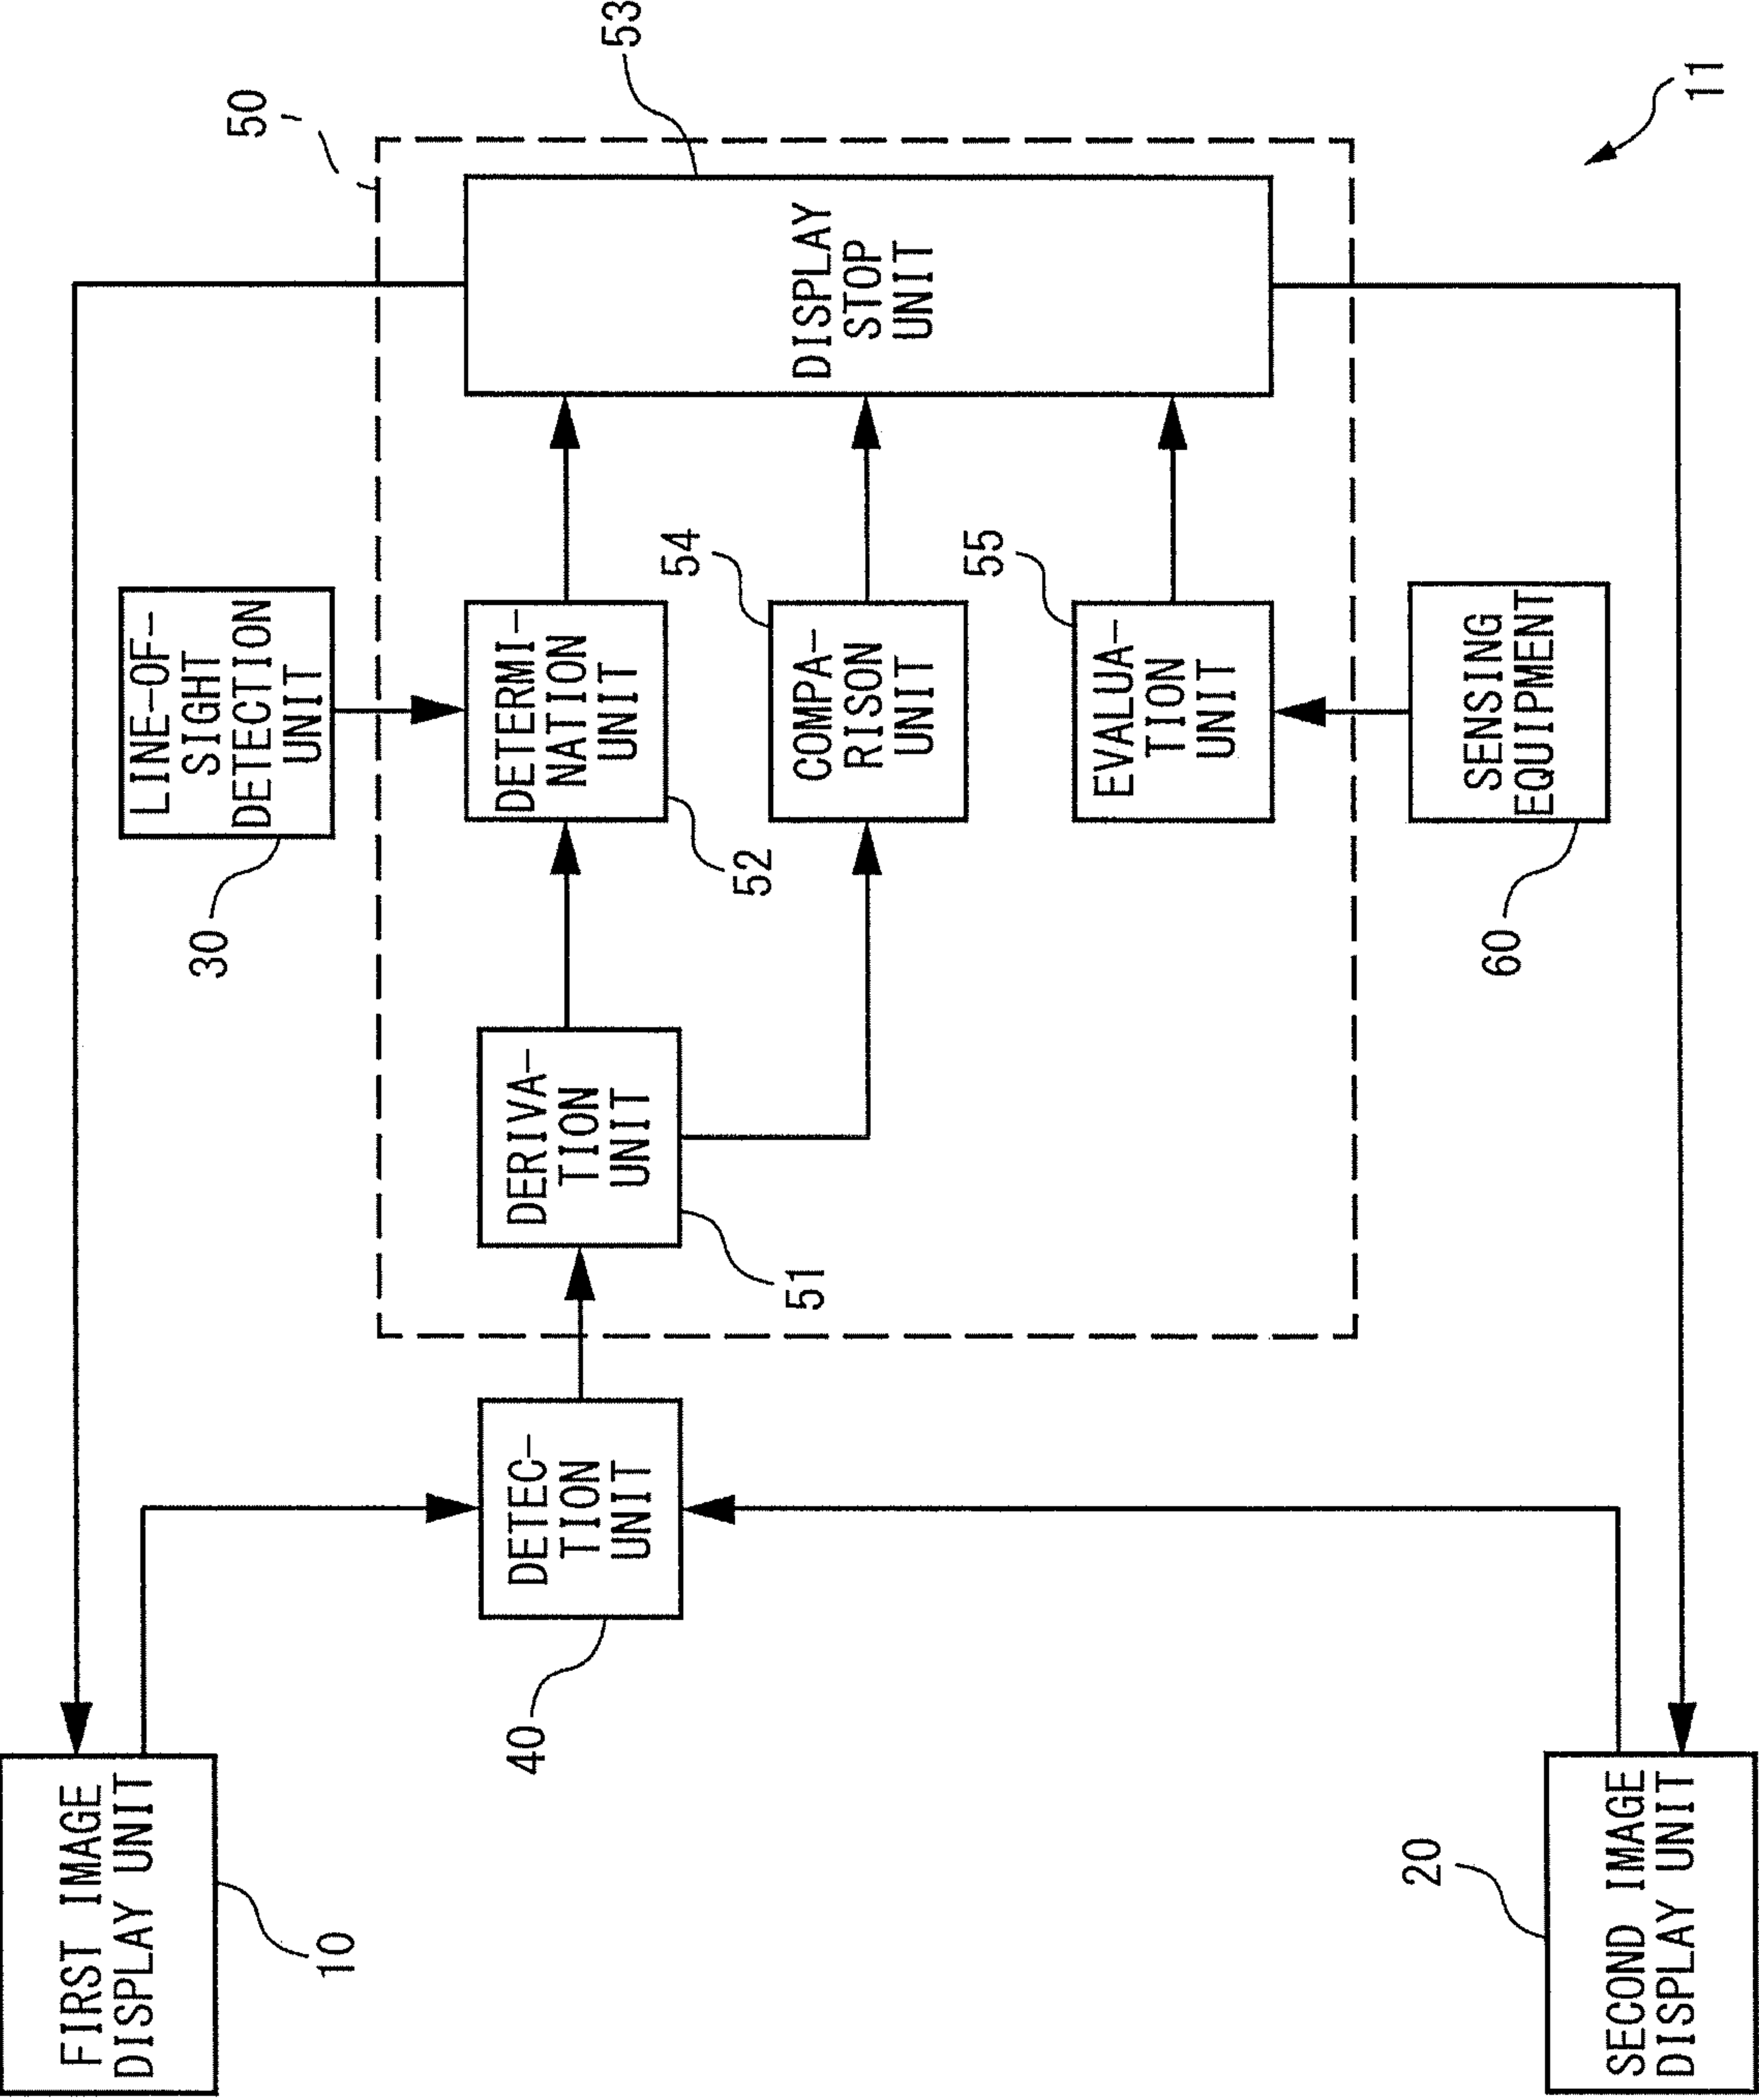 11
50
FIRST IMAGE
DISPLAY UNIT
10
LINE-OF-
SIGHT
DETECTION
UNIT
30
DETEC-
TION
UNIT
40
DERIVA-
TION
UNIT
51
DETERMI-
NATION
UNIT
52
DISPLAY
STOP
UNIT
53
COMPA-
RISON
UNIT
54
EVALUA-
TION
UNIT
55
SENSING
EQUIPMENT
60
SECOND IMAGE
DISPLAY UNIT
20